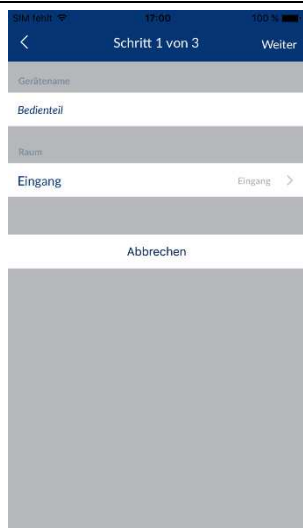 SIM fehlt 17:00 100 %
Schritt 1 von 3 Weiter
Gerätename
Bedienteil
Raum
Eingang Eingang
Abbrechen